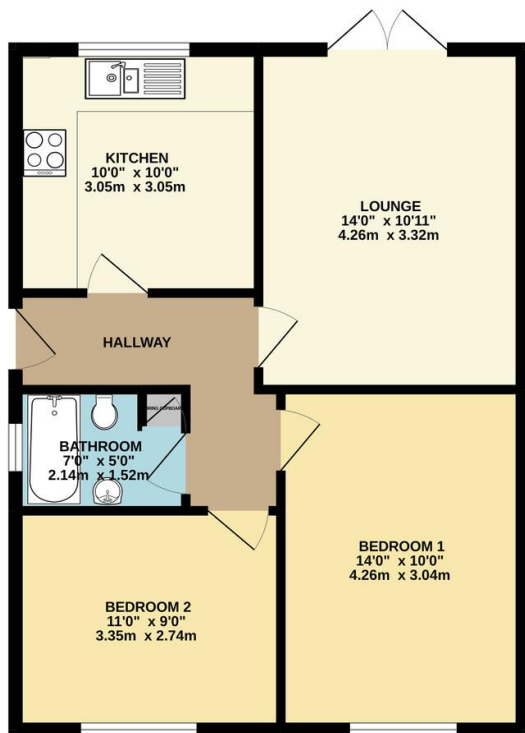 KITCHEN
10'0" x 10'0"
3.05m x 3.05m
LOUNGE
14'0" x 10'11"
4.26m x 3.32m
HALLWAY
BATHROOM
7'0" x 5'0"
2.14m x 1.52m
BEDROOM 1
14'0" x 10'0"
4.26m x 3.04m
BEDROOM 2
11'0" x 9'0"
3.35m x 2.74m